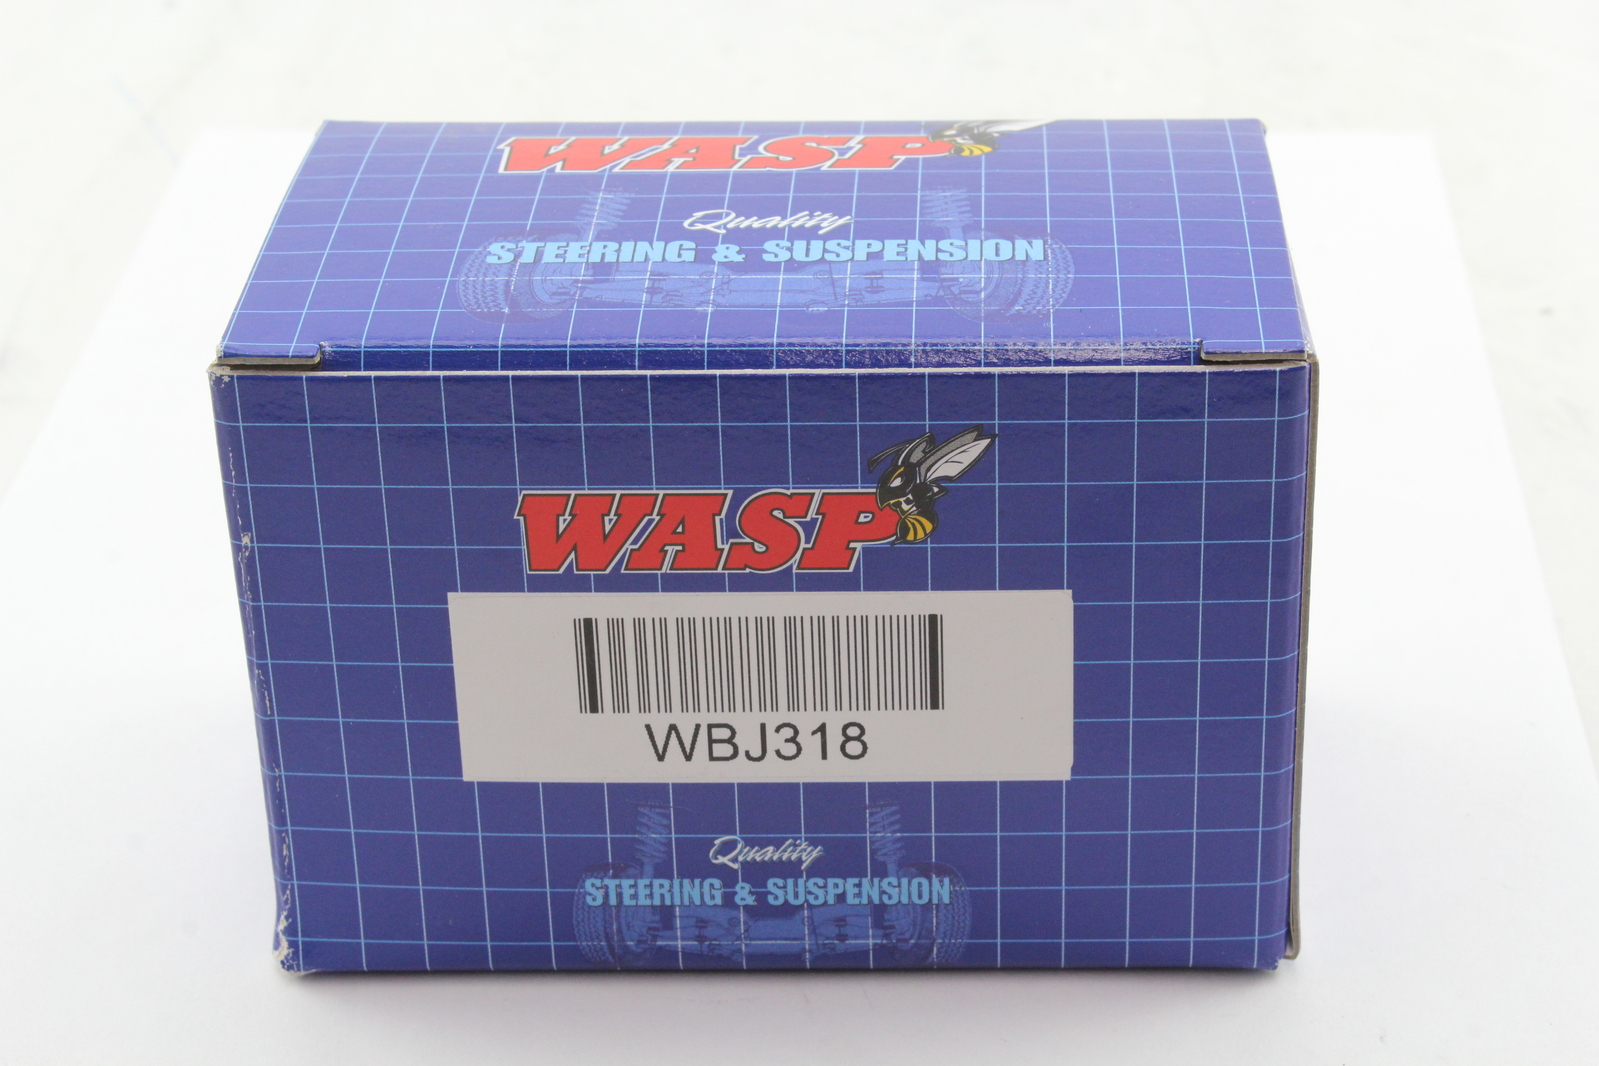 WASP
Quality
STEERING & SUSPENSION
WASP
WBJ318
Quality
STEERING & SUSPENSION